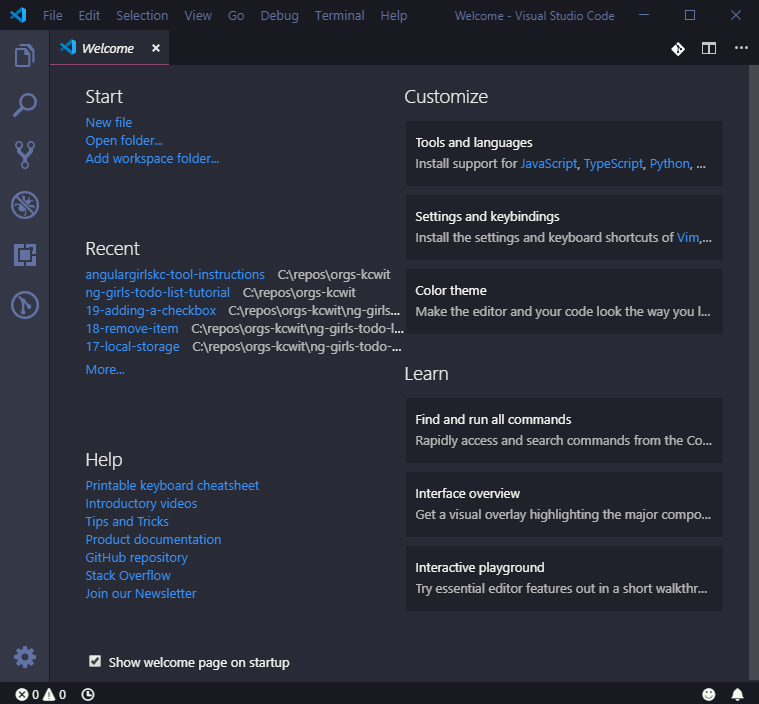 File Edit Selection View Go Debug Terminal Help Welcome - Visual Studio Code
Welcome
Start
New file
Open folder...
Add workspace folder...
Recent
angulargirlskc-tool-instructions C:\repos\orgs-kcwit
ng-girls-todo-list-tutorial C:\repos\orgs-kcwit
19-adding-a-checkbox C:\repos\orgs-kcwit\ng-girls...
18-remove-item C:\repos\orgs-kcwit\ng-girls-todo-l...
17-local-storage C:\repos\orgs-kcwit\ng-girls-todo-...
More...
Help
Printable keyboard cheatsheet
Introductory videos
Tips and Tricks
Product documentation
GitHub repository
Stack Overflow
Join our Newsletter
Show welcome page on startup
Customize
Tools and languages
Install support for JavaScript, TypeScript, Python, ...
Settings and keybindings
Install the settings and keyboard shortcuts of Vim,...
Color theme
Make the editor and your code look the way you l...
Learn
Find and run all commands
Rapidly access and search commands from the Co...
Interface overview
Get a visual overlay highlighting the major compo...
Interactive playground
Try essential editor features out in a short walkthr...
0 0